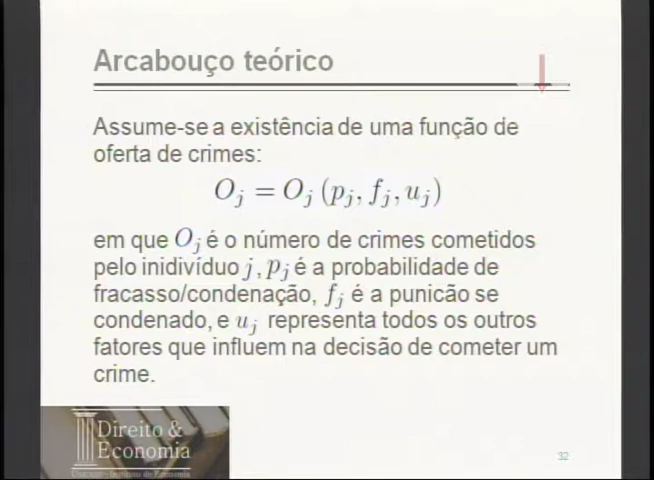 Arcabouço teórico
Assume-se a existência de uma função de
oferta de crimes:
O_j = O_j (p_j, f_j, u_j)
em que O_j é o número de crimes cometidos
pelo inidivíduo j, p_j é a probabilidade de
fracasso/condenação, f_j é a punicão se
condenado, e u_j representa todos os outros
fatores que influem na decisão de cometer um
crime.
Direito &
Economia
32